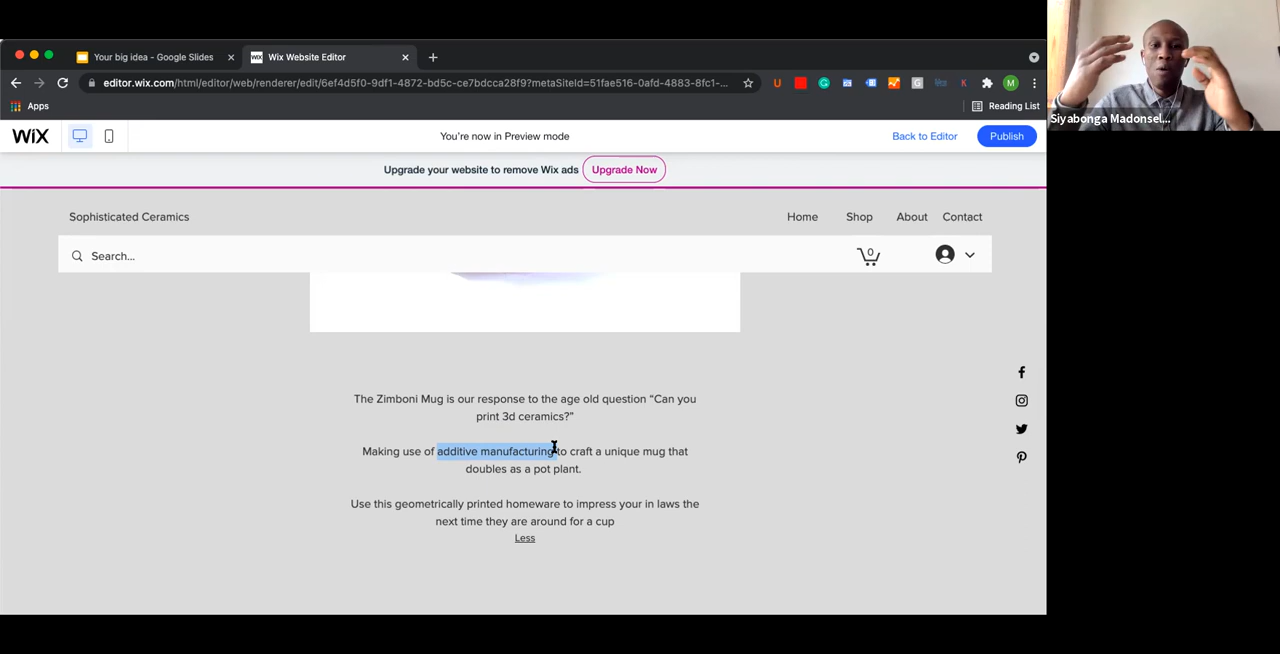 Your big idea - Google Slides
Wix Website Editor
editor.wix.com/html/editor/web/renderer/edit/6ef4d5f0-9df1-4872-bd5c-ce7bdcca28f9?metaSiteId=51fae516-0afd-4883-8fc1-...
Apps
Reading List
Siyabonga Madonsel...
WiX
You're now in Preview mode
Back to Editor
Publish
Upgrade your website to remove Wix ads
Upgrade Now
Sophisticated Ceramics
Home
Shop
About
Contact
Search...
0
The Zimboni Mug is our response to the age old question “Can you
print 3d ceramics?”
Making use of additive manufacturing to craft a unique mug that
doubles as a pot plant.
Use this geometrically printed homeware to impress your in laws the
next time they are around for a cup
Less